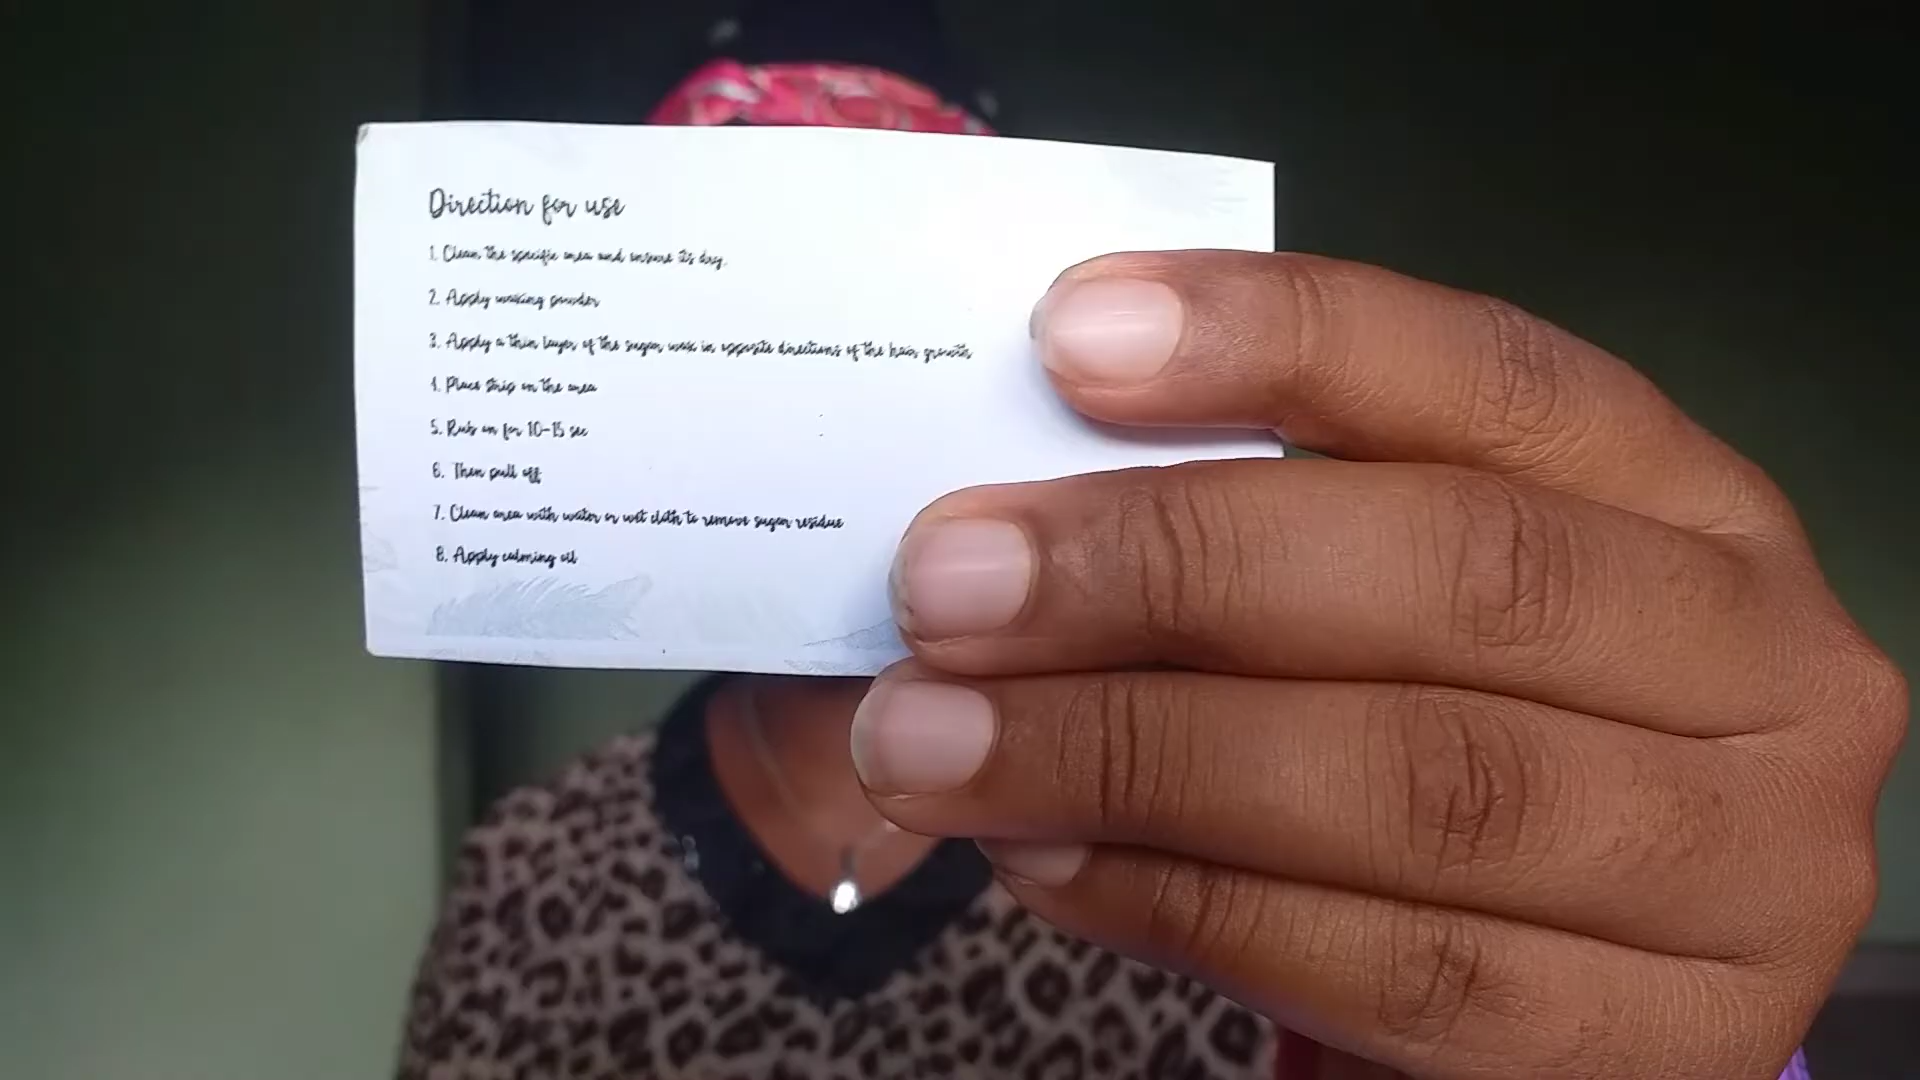 Direction for use
1. Clean the specific area and ensure its dry.
2. Apply waxing powder
3. Apply a thin layer of the sugar wax in opposite directions of the hair growth
4. Place strip on the area
5. Rub on for 10-15 sec
6. Then pull off
7. Clean area with water or wet cloth to remove sugar residue
8. Apply calming oil